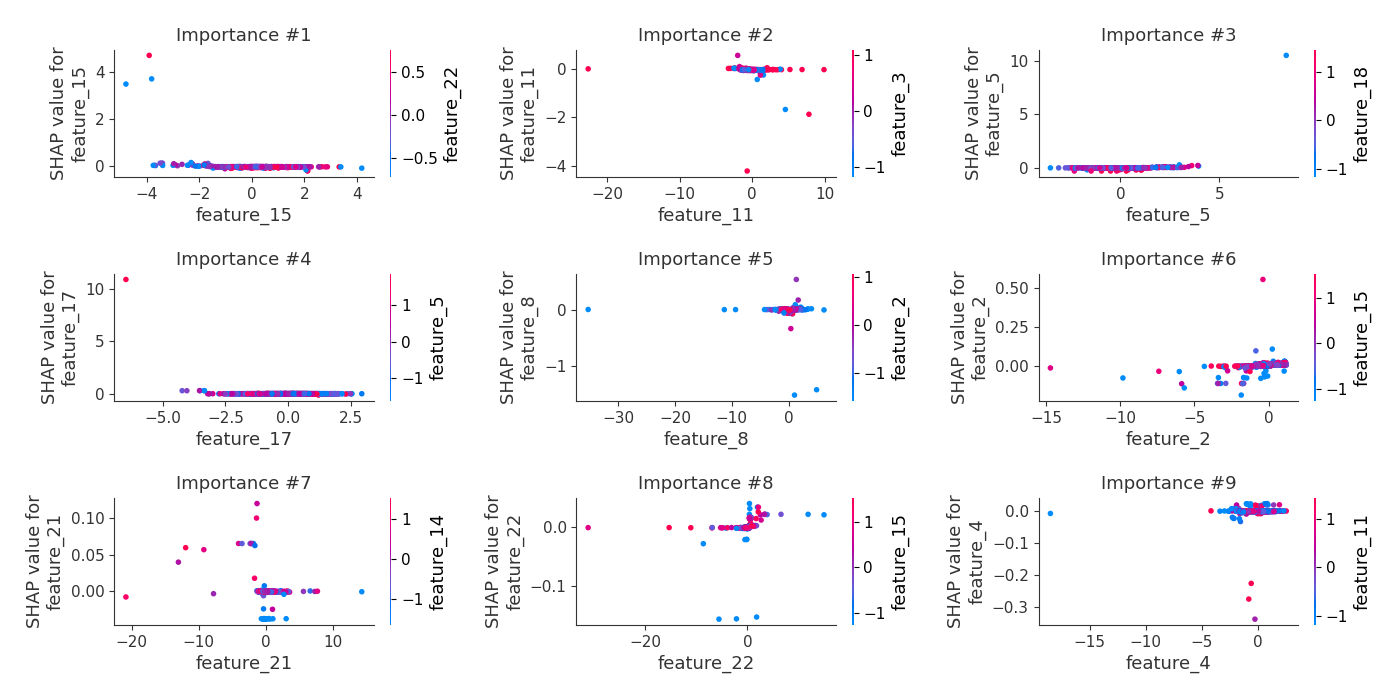 Importance #1
SHAP value for
feature_15
4
2
0
−4
−2
0
2
4
feature_15
0.5
0.0
−0.5
feature_22
Importance #2
SHAP value for
feature_11
0
−2
−4
−20
−10
0
10
feature_11
1
0
−1
feature_3
Importance #3
SHAP value for
feature_5
10
5
0
0
5
feature_5
1
0
−1
feature_18
Importance #4
SHAP value for
feature_17
10
5
0
−5.0
−2.5
0.0
2.5
feature_17
1
0
−1
feature_5
Importance #5
SHAP value for
feature_8
0
−1
−30
−20
−10
0
feature_8
1
0
−1
feature_2
Importance #6
SHAP value for
feature_2
0.50
0.25
0.00
−15
−10
−5
0
feature_2
1
0
−1
feature_15
Importance #7
SHAP value for
feature_21
0.10
0.05
0.00
−20
−10
0
10
feature_21
1
0
−1
feature_14
Importance #8
SHAP value for
feature_22
0.0
−0.1
−20
0
feature_22
1
0
−1
feature_15
Importance #9
SHAP value for
feature_4
0.0
−0.1
−0.2
−0.3
−15
−10
−5
0
feature_4
1
0
−1
feature_11